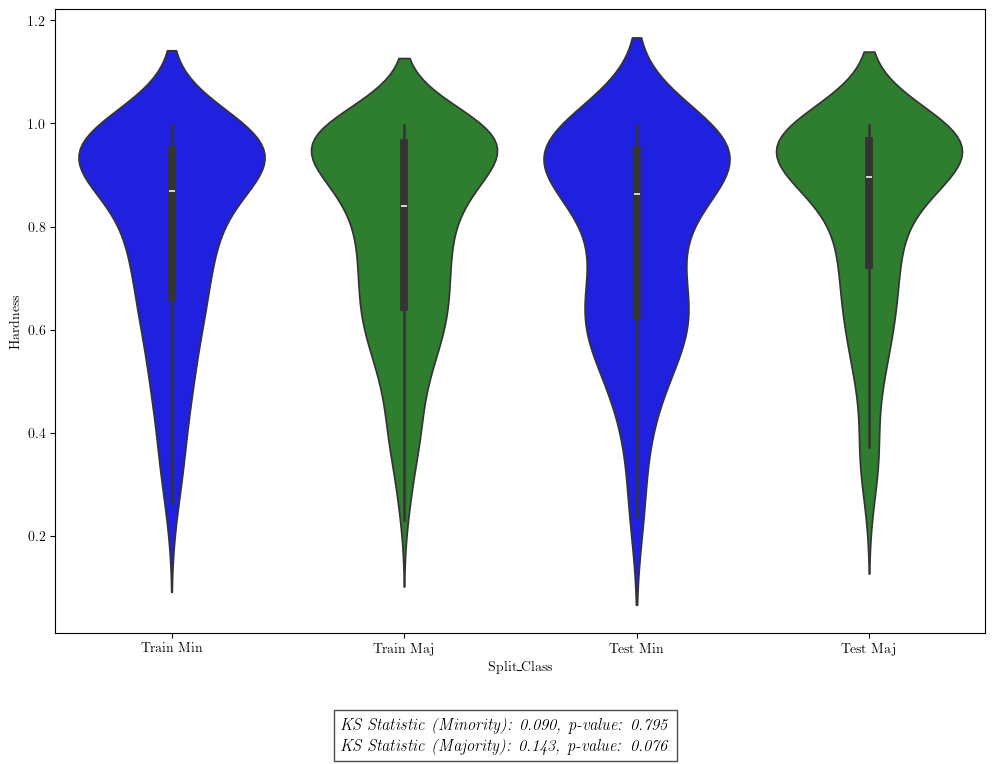 1.2
1.0
0.8
0.6
0.4
0.2
Hardness
Train Min
Train Maj
Test Min
Test Maj
Split_Class
KS Statistic (Minority): 0.090, p-value: 0.795
KS Statistic (Majority): 0.143, p-value: 0.076